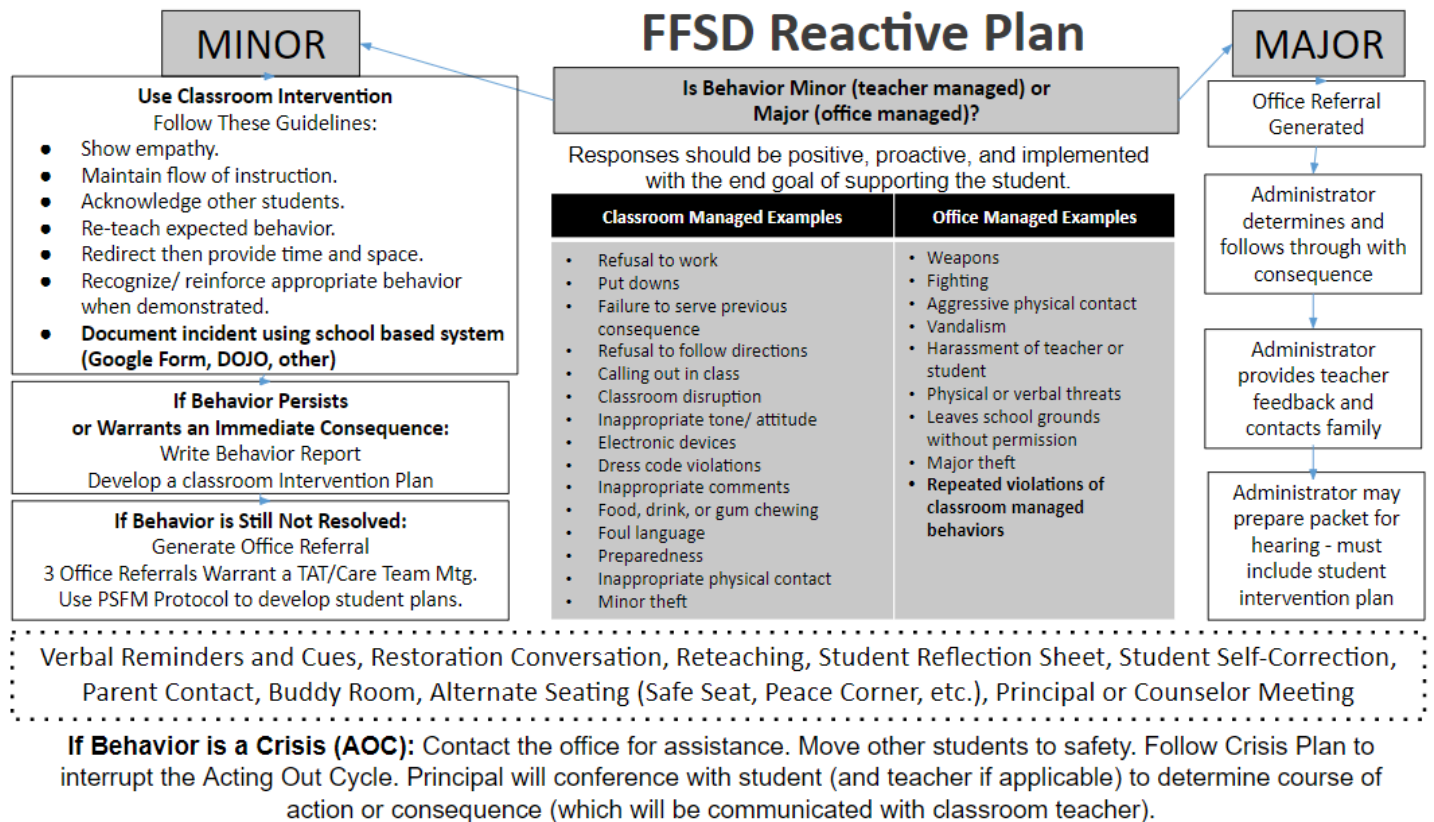 FFSD Reactive Plan
MINOR
MAJOR
Is Behavior Minor (teacher managed) or
Major (office managed)?
Use Classroom Intervention
Follow These Guidelines:
● Show empathy.
● Maintain flow of instruction.
● Acknowledge other students.
● Re-teach expected behavior.
● Redirect then provide time and space.
● Recognize/ reinforce appropriate behavior
when demonstrated.
● Document incident using school based system
(Google Form, DOJO, other)
If Behavior Persists
or Warrants an Immediate Consequence:
Write Behavior Report
Develop a classroom Intervention Plan
If Behavior is Still Not Resolved:
Generate Office Referral
3 Office Referrals Warrant a TAT/Care Team Mtg.
Use PSFM Protocol to develop student plans.
Responses should be positive, proactive, and implemented
with the end goal of supporting the student.
Classroom Managed Examples
• Refusal to work
• Put downs
• Failure to serve previous
consequence
• Refusal to follow directions
• Calling out in class
• Classroom disruption
• Inappropriate tone/ attitude
• Electronic devices
• Dress code violations
• Inappropriate comments
• Food, drink, or gum chewing
• Foul language
• Preparedness
• Inappropriate physical contact
• Minor theft
Office Managed Examples
• Weapons
• Fighting
• Aggressive physical contact
• Vandalism
• Harassment of teacher or
student
• Physical or verbal threats
• Leaves school grounds
without permission
• Major theft
• Repeated violations of
classroom managed
behaviors
Office Referral
Generated
Administrator
determines and
follows through with
consequence
Administrator
provides teacher
feedback and
contacts family
Administrator may
prepare packet for
hearing - must
include student
intervention plan
Verbal Reminders and Cues, Restoration Conversation, Reteaching, Student Reflection Sheet, Student Self-Correction,
Parent Contact, Buddy Room, Alternate Seating (Safe Seat, Peace Corner, etc.), Principal or Counselor Meeting
If Behavior is a Crisis (AOC): Contact the office for assistance. Move other students to safety. Follow Crisis Plan to
interrupt the Acting Out Cycle. Principal will conference with student (and teacher if applicable) to determine course of
action or consequence (which will be communicated with classroom teacher).